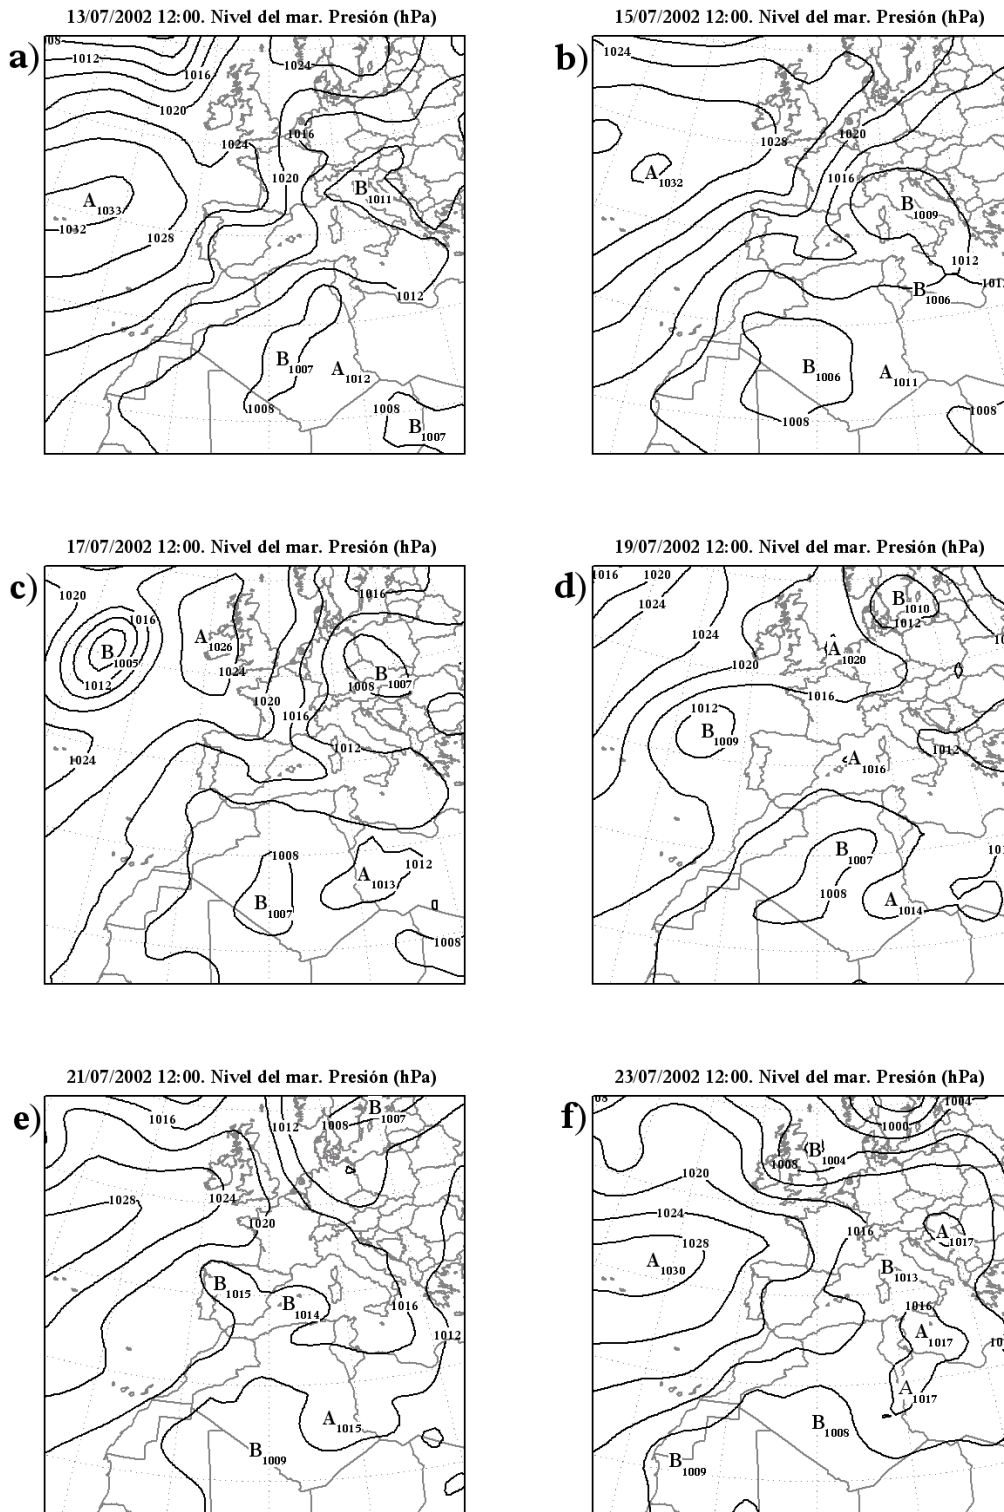 13/07/2002 12:00. Nivel del mar. Presión (hPa)
a)
08
1012
1016
1024
1020
1024
1016
1020
A 1033
B 1011
1032
1028
1012
B 1007
A 1012
1008
1008
B 1007
15/07/2002 12:00. Nivel del mar. Presión (hPa)
b)
1024
1028
1020
A 1032
1016
B 1009
1012
B 1006
1012
B 1006
A 1011
1008
1008
17/07/2002 12:00. Nivel del mar. Presión (hPa)
c)
1020
1016
1016
A 1026
B 1005
1024
1012
B 1007
1008
1020
1016
1012
1024
1008
1012
A 1013
B 1007
1008
19/07/2002 12:00. Nivel del mar. Presión (hPa)
d)
1016
1020
1024
B 1010
1012
1024
A 1020
1020
1016
1012
B 1009
1012
A 1016
B 1007
1008
A 1014
21/07/2002 12:00. Nivel del mar. Presión (hPa)
e)
1016
1012
1008
B 1007
1028
1024
1020
B 1015
B 1014
1016
1012
A 1015
B 1009
23/07/2002 12:00. Nivel del mar. Presión (hPa)
f)
08
1004
1000
B 1004
1008
1020
1024
1016
A 1017
1028
A 1030
B 1013
1016
A 1017
A 1017
B 1008
B 1009